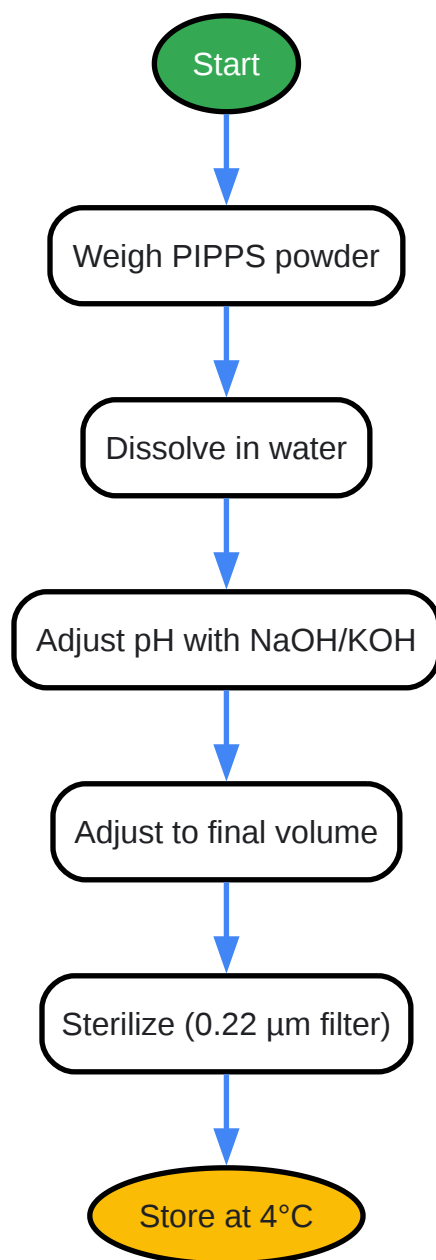 Start
Weigh PIPPS powder
Dissolve in water
Adjust pH with NaOH/KOH
Adjust to final volume
Sterilize (0.22 µm filter)
Store at 4°C